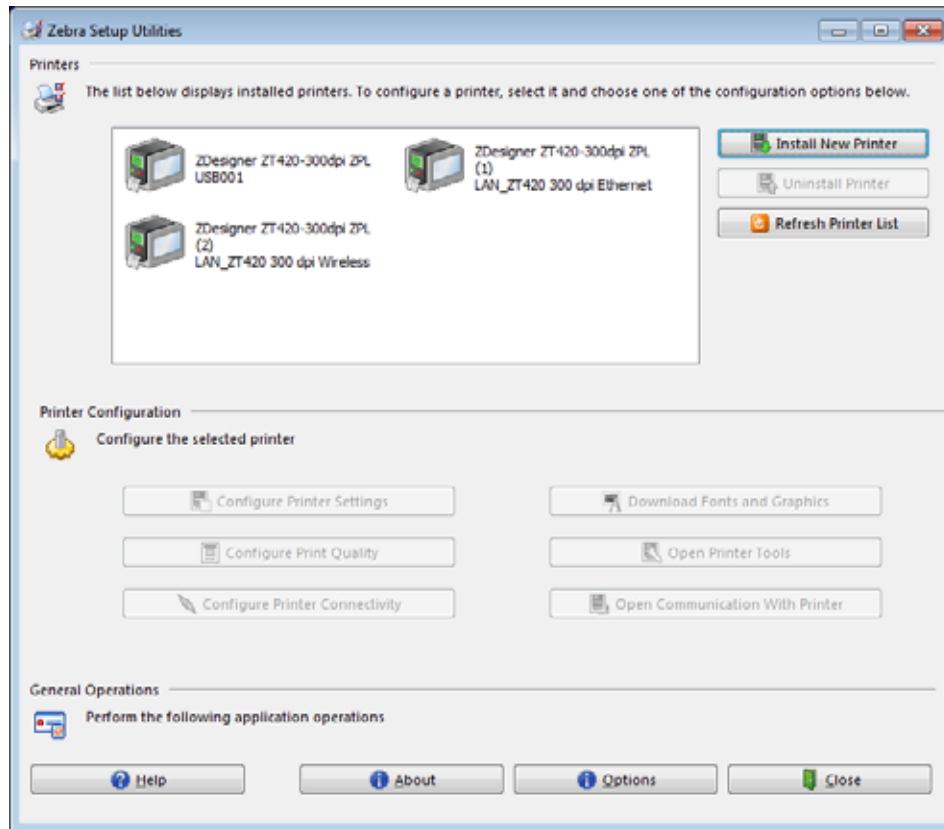 Zebra Setup Utilities
Printers
The list below displays installed printers. To configure a printer, select it and choose one of the configuration options below.
ZDesigner ZT420-300dpi ZPL
USB001
ZDesigner ZT420-300dpi ZPL
(1)
LAN_ZT420 300 dpi Ethernet
ZDesigner ZT420-300dpi ZPL
(2)
LAN_ZT420 300 dpi Wireless
Install New Printer
Uninstall Printer
Refresh Printer List
Printer Configuration
Configure the selected printer
Configure Printer Settings
Download Fonts and Graphics
Configure Print Quality
Open Printer Tools
Configure Printer Connectivity
Open Communication With Printer
General Operations
Perform the following application operations
Help
About
Options
Close